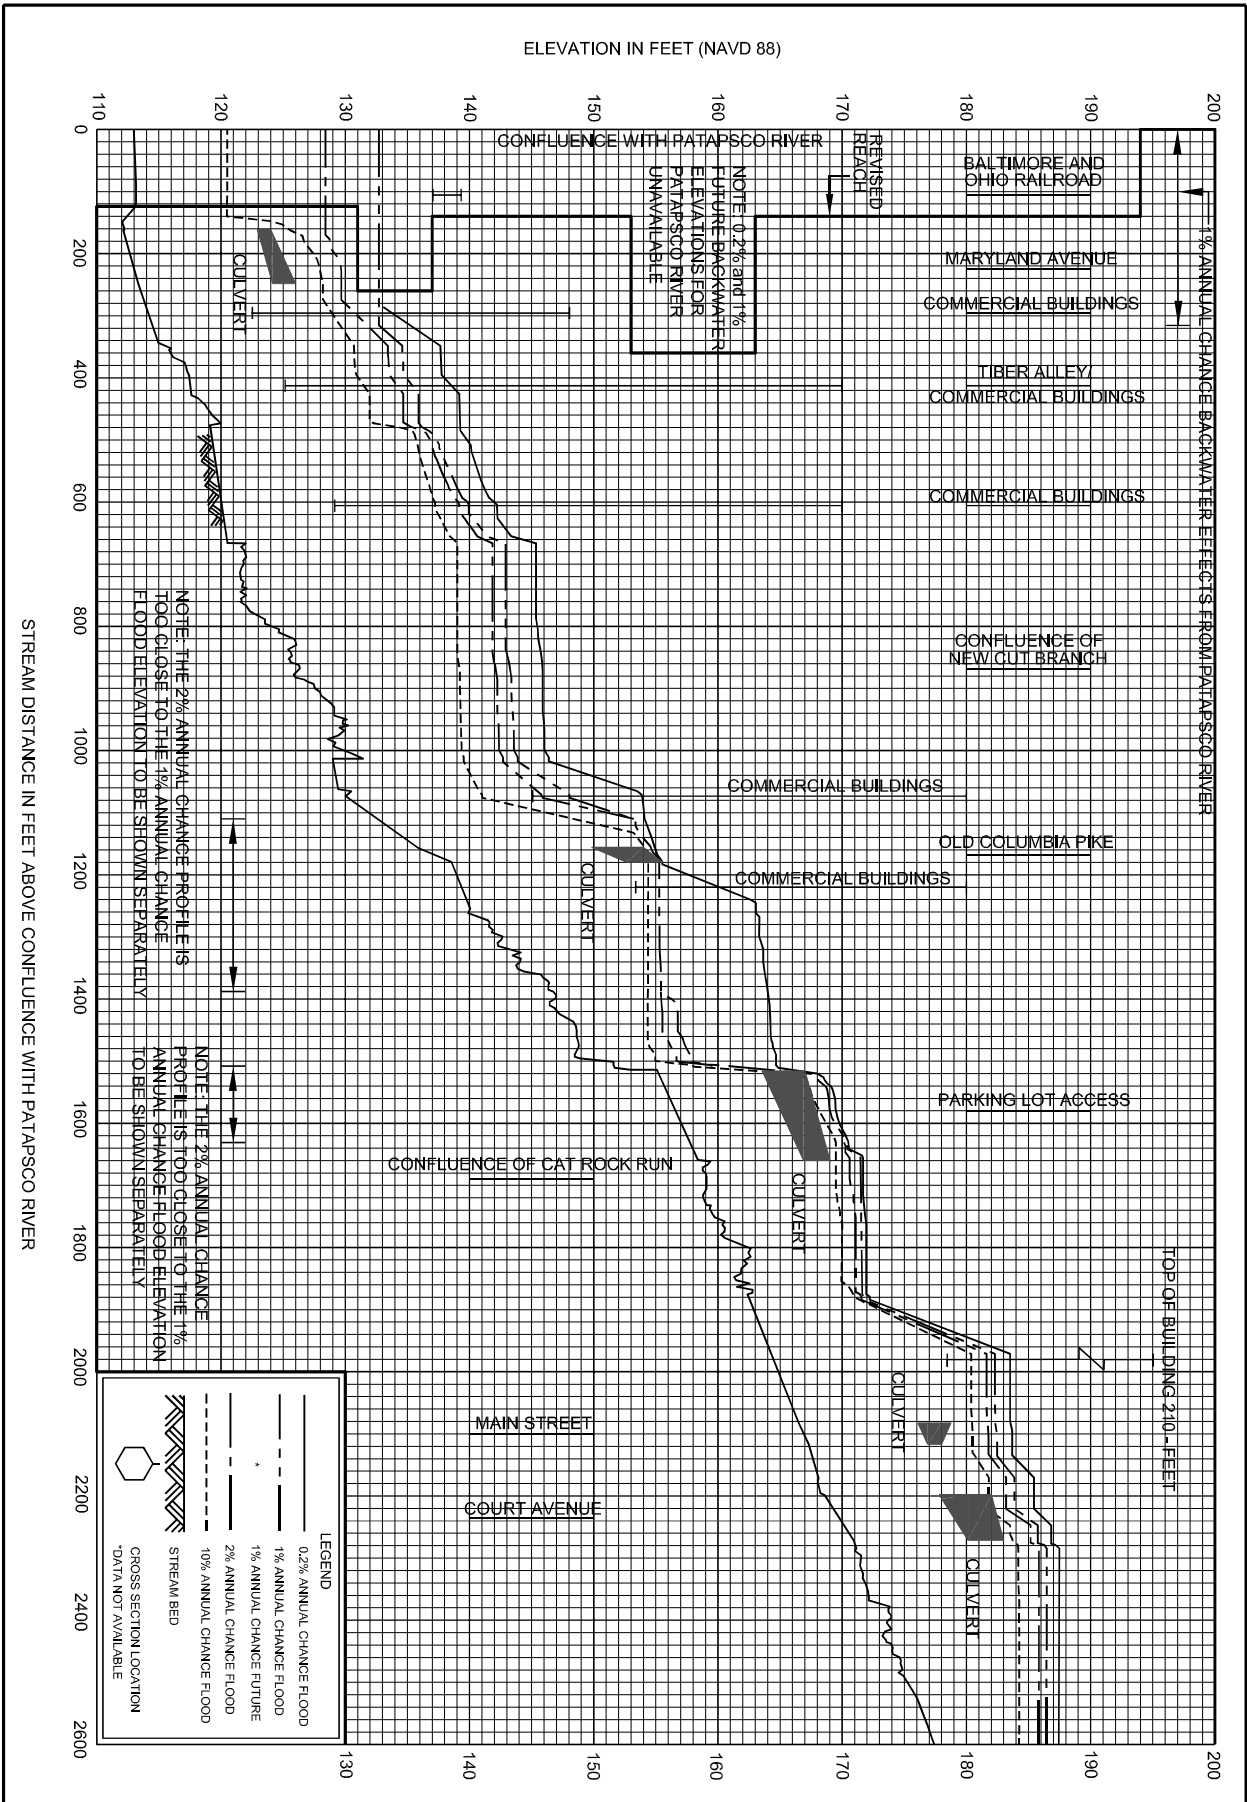 ELEVATION IN FEET (NAVD 88)
200
190
180
170
160
150
140
130
120
110
1% ANNUAL CHANCE BACKWATER EFFECTS FROM PATAPSCO RIVER
TOP OF BUILDING 210 - FEET
CONFLUENCE WITH PATAPSCO RIVER
REVISED
REACH
BALTIMORE AND
OHIO RAILROAD
MARYLAND AVENUE
COMMERCIAL BUILDINGS
TIBER ALLEY/
COMMERCIAL BUILDINGS
COMMERCIAL BUILDINGS
CONFLUENCE OF
NEW CUT BRANCH
COMMERCIAL BUILDINGS
OLD COLUMBIA PIKE
COMMERCIAL BUILDINGS
PARKING LOT ACCESS
CONFLUENCE OF CAT ROCK RUN
MAIN STREET
COURT AVENUE
NOTE: 0.2% and 1%
FUTURE BACKWATER
ELEVATIONS FOR
PATAPSCO RIVER
UNAVAILABLE
CULVERT
CULVERT
CULVERT
CULVERT
CULVERT
NOTE: THE 2% ANNUAL CHANCE PROFILE IS
TOO CLOSE TO THE 1% ANNUAL CHANCE
FLOOD ELEVATION TO BE SHOWN SEPARATELY
NOTE: THE 2% ANNUAL CHANCE
PROFILE IS TOO CLOSE TO THE 1%
ANNUAL CHANCE FLOOD ELEVATION
TO BE SHOWN SEPARATELY
200
190
180
170
160
150
140
130
LEGEND
0.2% ANNUAL CHANCE FLOOD
1% ANNUAL CHANCE FLOOD
* 1% ANNUAL CHANCE FUTURE
2% ANNUAL CHANCE FLOOD
10% ANNUAL CHANCE FLOOD
STREAM BED
CROSS SECTION LOCATION
*DATA NOT AVAILABLE
0
200
400
600
800
1000
1200
1400
1600
1800
2000
2200
2400
2600
STREAM DISTANCE IN FEET ABOVE CONFLUENCE WITH PATAPSCO RIVER